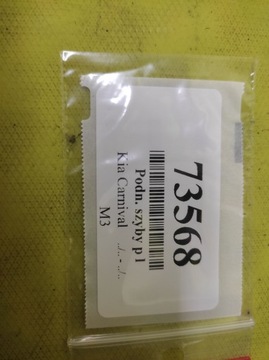 73568
Podn. szyby p l
Kia Carnival ../.. - ../..
M3